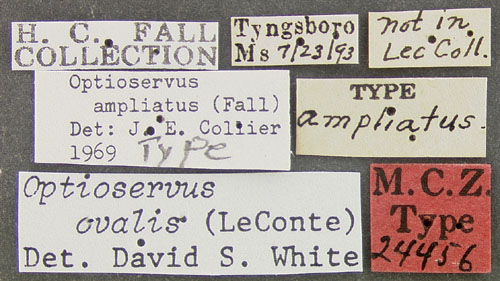 H. C. FALL
COLLECTION
Tyngsboro
Ms 7/23/93
not in
Lec Coll.
Optioservus
ampliatus (Fall)
Det: J. E. Collier
1969 Type
TYPE
ampliatus.
Optioservus
ovalis (LeConte)
Det. David S. White
M.C.Z.
Type
24456